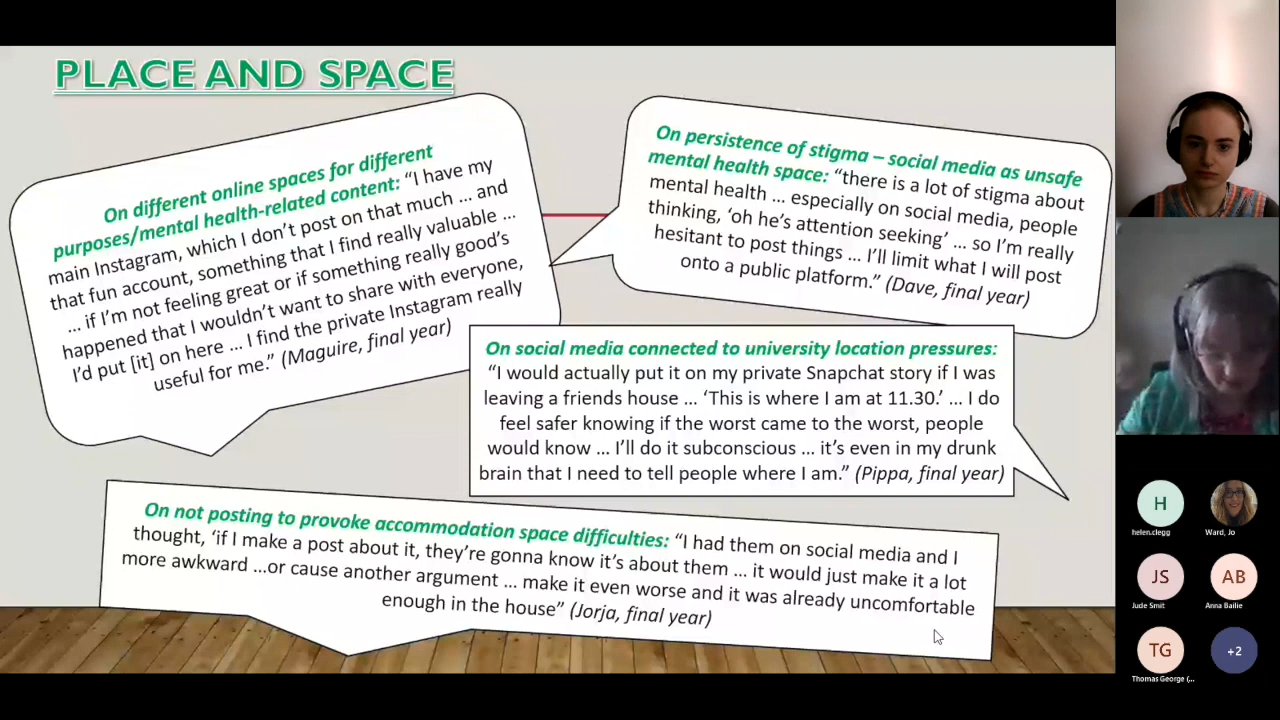 PLACE AND SPACE
On different online spaces for different
purposes/mental health-related content: “I have my
main Instagram, which I don’t post on that much … and
that fun account, something that I find really valuable …
… if I’m not feeling great or if something really good’s
happened that I wouldn’t want to share with everyone,
I’d put [it] on here … I find the private Instagram really
useful for me.” (Maguire, final year)
On persistence of stigma – social media as unsafe
mental health space: “there is a lot of stigma about
mental health … especially on social media, people
thinking, ‘oh he’s attention seeking’ … so I’m really
hesitant to post things … I’ll limit what I will post
onto a public platform.” (Dave, final year)
On social media connected to university location pressures:
“I would actually put it on my private Snapchat story if I was
leaving a friends house … ‘This is where I am at 11.30.’ … I do
feel safer knowing if the worst came to the worst, people
would know … I’ll do it subconscious … it’s even in my drunk
brain that I need to tell people where I am.” (Pippa, final year)
On not posting to provoke accommodation space difficulties: “I had them on social media and I
thought, ‘if I make a post about it, they’re gonna know it’s about them … it would just make it a lot
more awkward …or cause another argument … make it even worse and it was already uncomfortable
enough in the house” (Jorja, final year)
H
helen.clegg
Ward, Jo
JS
Jude Smit
AB
Anna Bailie
TG
Thomas George (...
+2